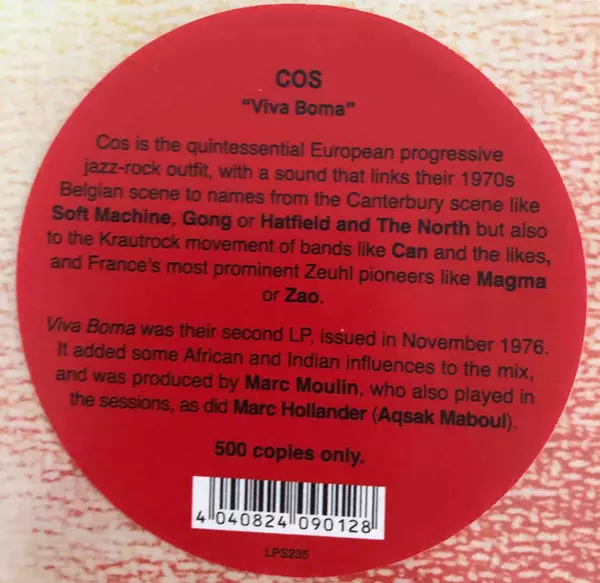 COS
"Viva Boma"
Cos is the quintessential European progressive
jazz-rock outfit, with a sound that links their 1970s
Belgian scene to names from the Canterbury scene like
Soft Machine, Gong or Hatfield and The North but also
to the Krautrock movement of bands like Can and the likes,
and France's most prominent Zeuhl pioneers like Magma
or Zao.
Viva Boma was their second LP, issued in November 1976.
It added some African and Indian influences to the mix,
and was produced by Marc Moulin, who also played in
the sessions, as did Marc Hollander (Aqsak Maboul).
500 copies only.
4 040824 090128
LPS235